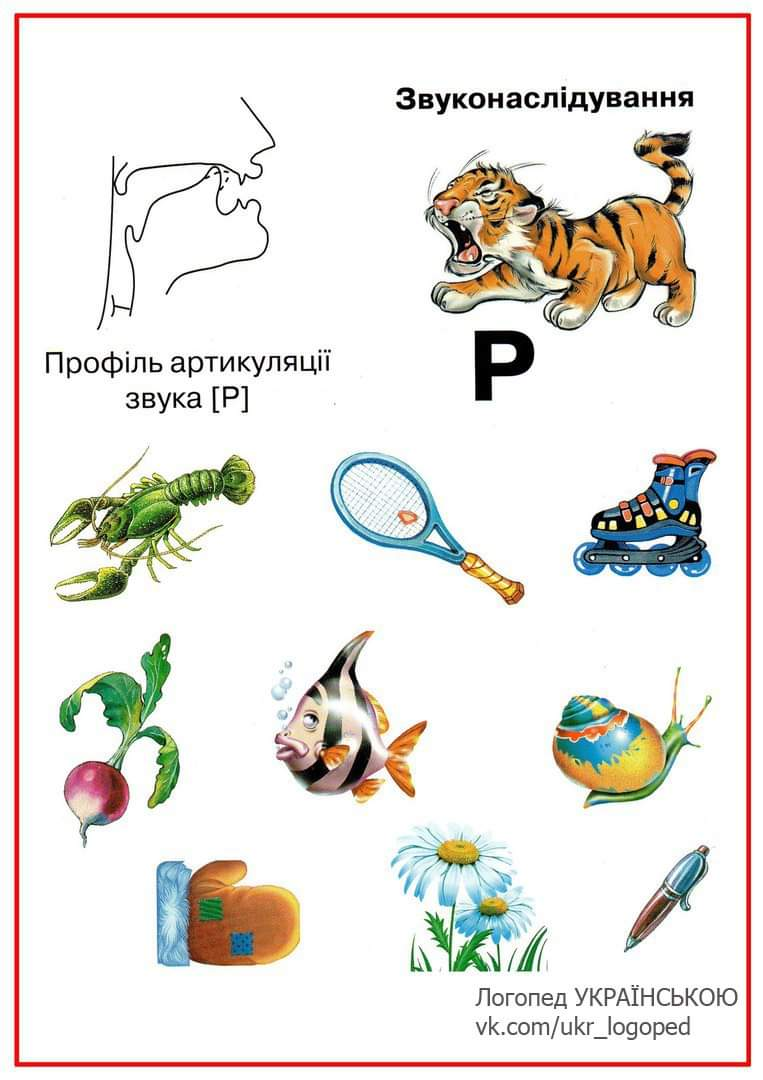 Звуконаслідування
Р
Профіль артикуляції
звука [Р]
Логопед УКРАЇНСЬКОЮ
vk.com/ukr_logoped